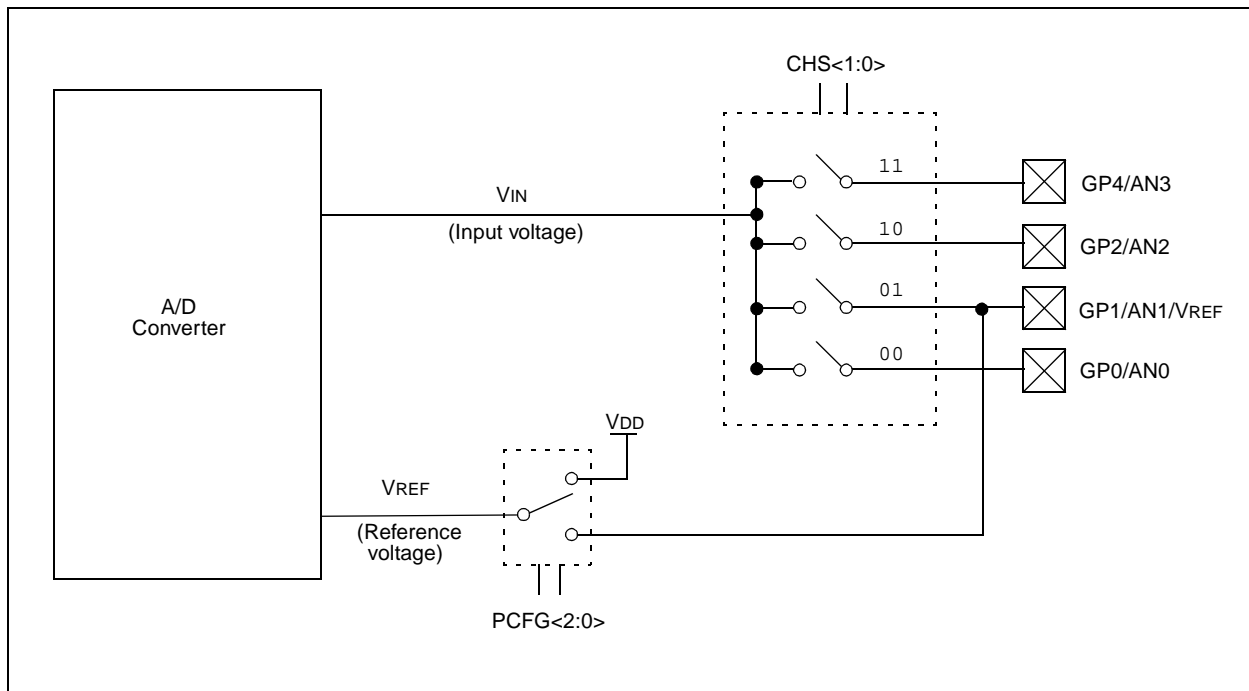 CHS<1:0>
A/D
Converter
VIN
(Input voltage)
11
GP4/AN3
10
GP2/AN2
01
GP1/AN1/VREF
00
GP0/AN0
VDD
VREF
(Reference
voltage)
PCFG<2:0>